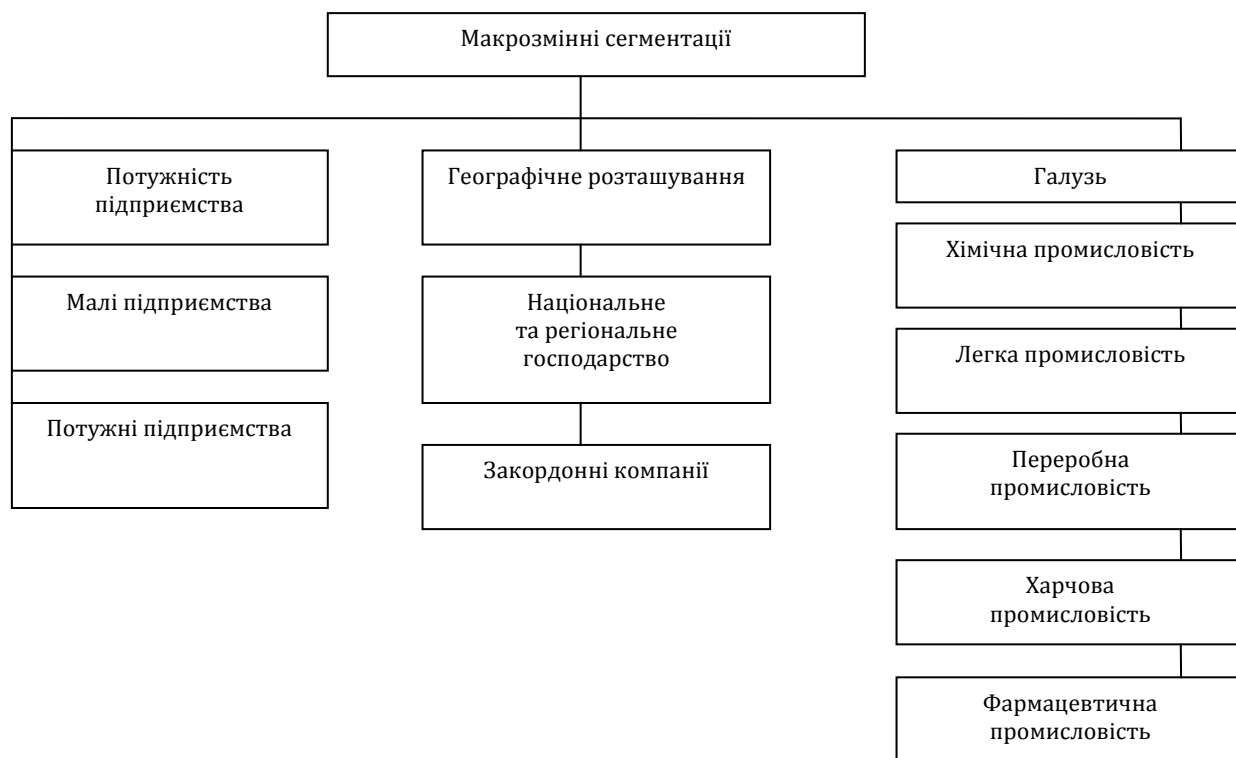 Макрозмінні сегментації
Потужність
підприємства
Малі підприємства
Потужні підприємства
Географічне розташування
Національне
та регіональне
господарство
Закордонні компанії
Галузь
Хімічна промисловість
Легка промисловість
Переробна
промисловість
Харчова
промисловість
Фармацевтична
промисловість